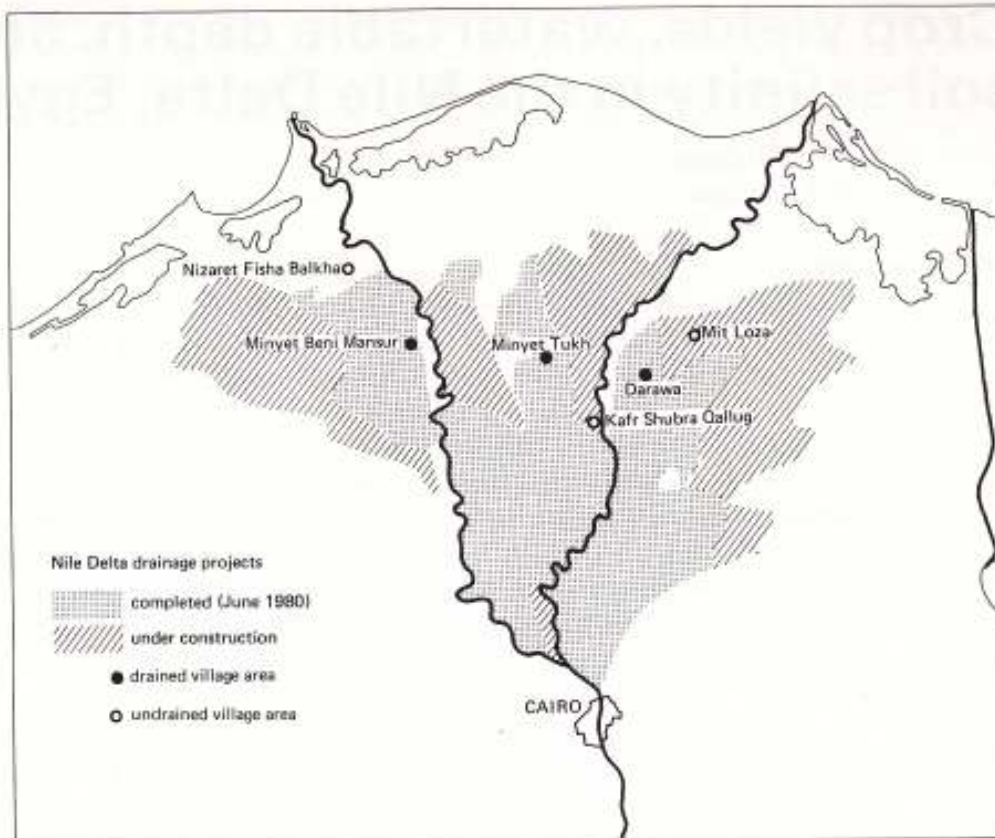 Nizaret Fisha Balkha
Minyet Beni Mansur
Minyet Tukh
Mit Loza
Darawa
Kafr Shubra Qallug
Nile Delta drainage projects
completed (June 1980)
under construction
drained village area
undrained village area
CAIRO